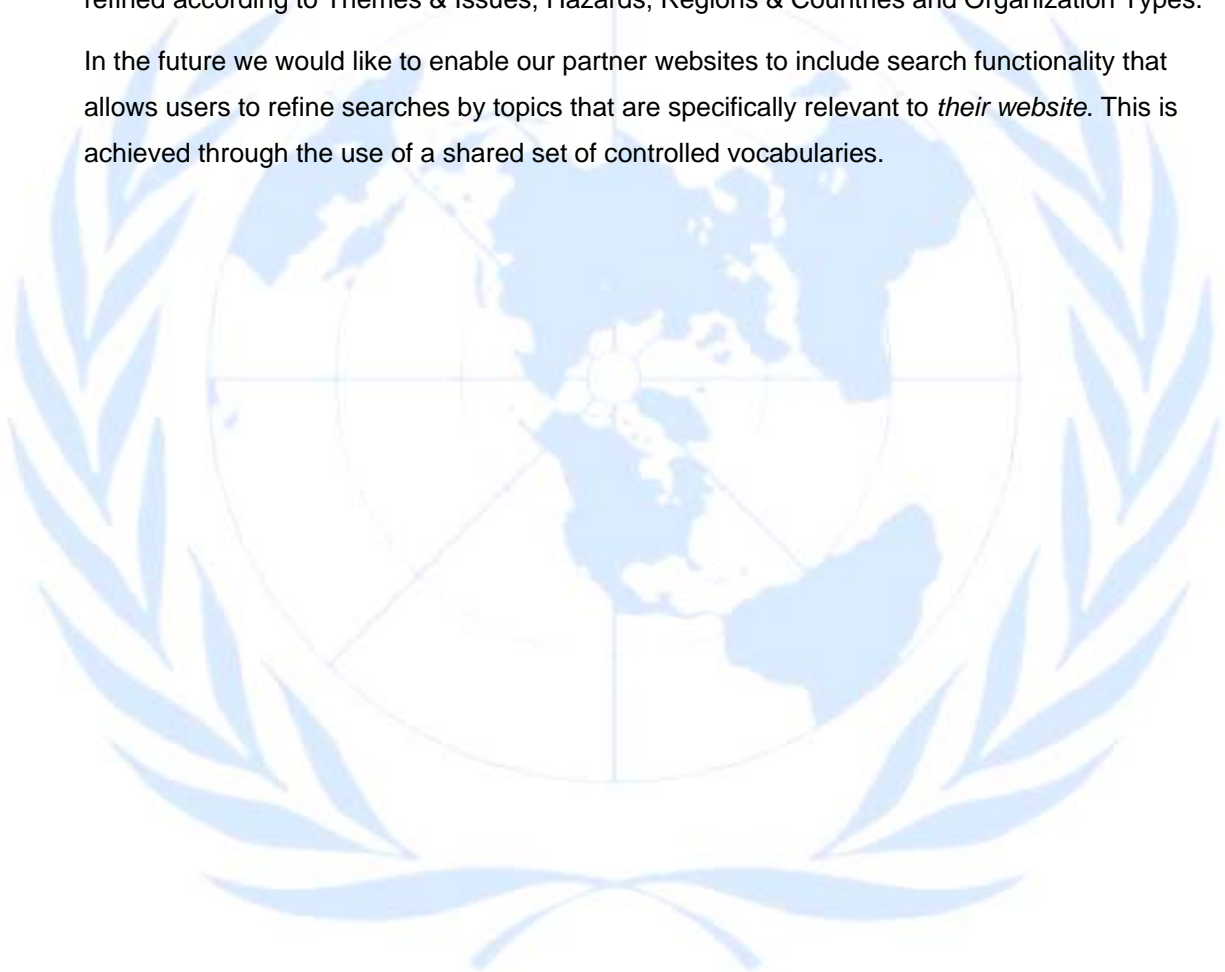 refined according to Themes & Issues, Hazards, Regions & Countries and Organization Types.
In the future we would like to enable our partner websites to include search functionality that
allows users to refine searches by topics that are specifically relevant to their website. This is
achieved through the use of a shared set of controlled vocabularies.